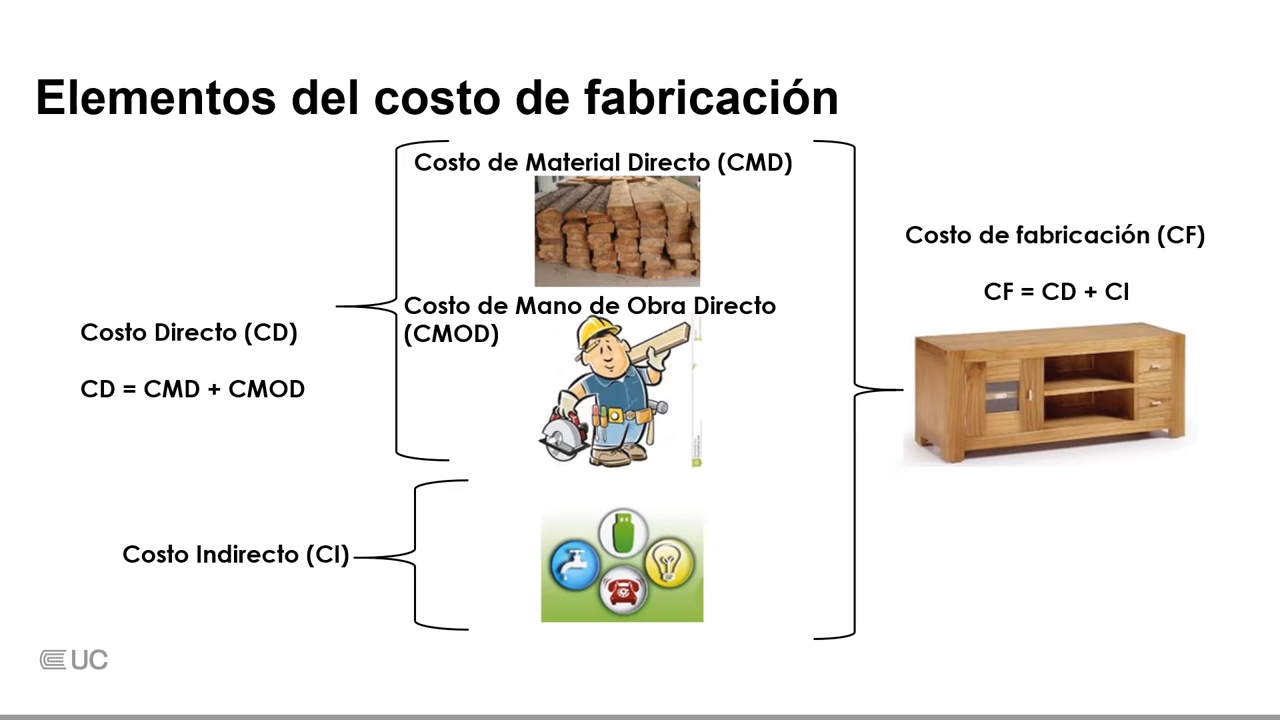 Elementos del costo de fabricación
Costo de Material Directo (CMD)
Costo de Mano de Obra Directo
(CMOD)
Costo Directo (CD)
CD = CMD + CMOD
Costo Indirecto (CI)
Costo de fabricación (CF)
CF = CD + CI
UC